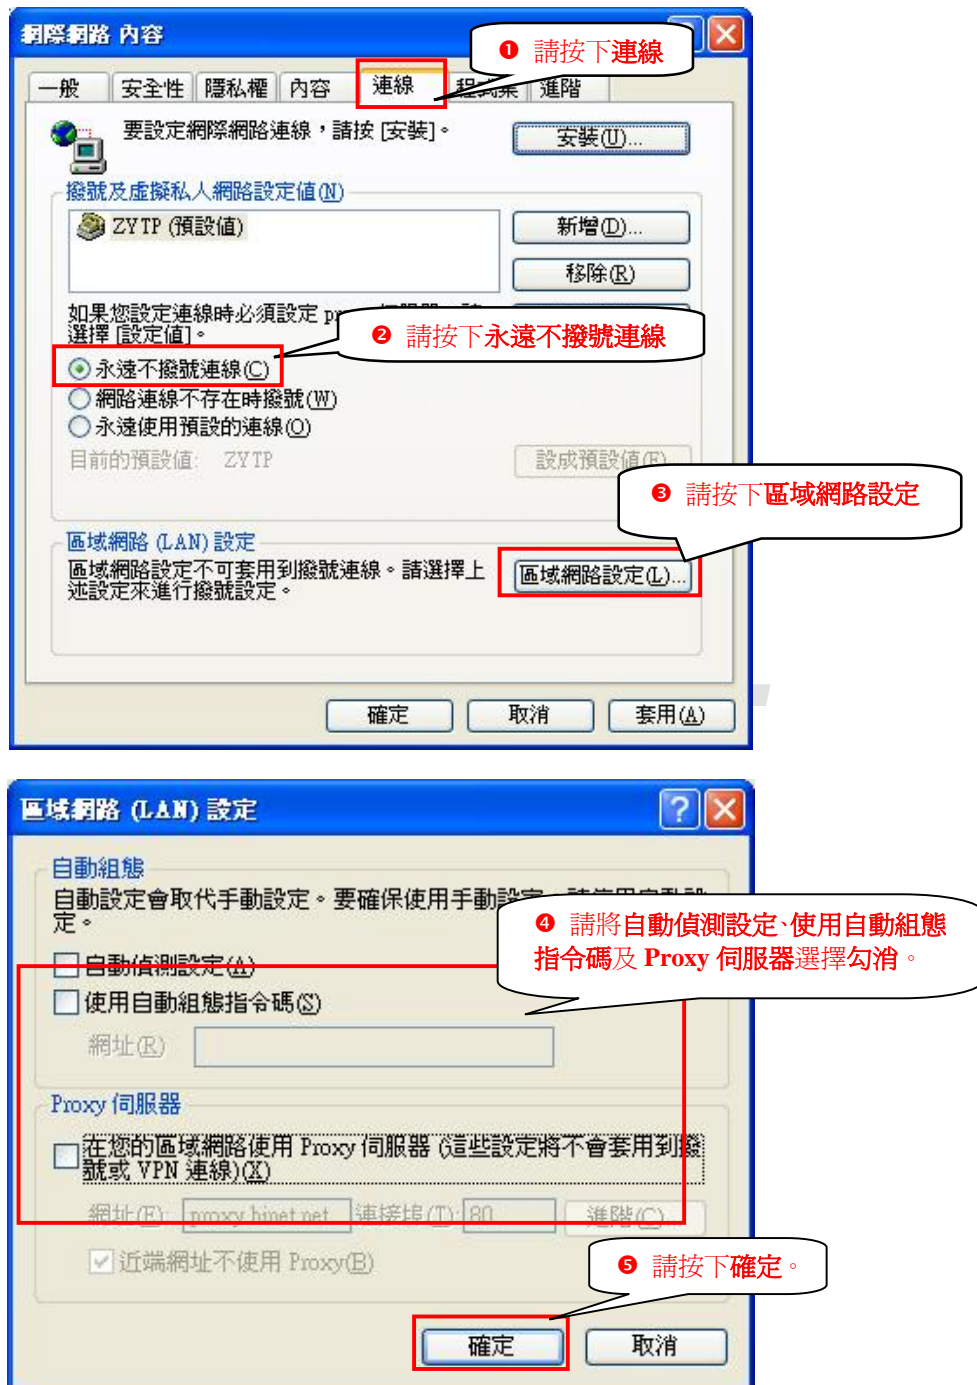 網際網路 內容
❶ 請按下連線
一般 安全性 隱私權 內容 連線 程式集 進階
要設定網際網路連線，請按 [安裝]。
安裝(U)...
撥號及虛擬私人網路設定值(N)
ZYTP (預設值)
新增(D)...
移除(R)
如果您設定連線時必須設定
選擇 [設定值]。
❷ 請按下永遠不撥號連線
永遠不撥號連線(C)
網路連線不存在時撥號(W)
永遠使用預設的連線(O)
目前的預設值: ZYTP
設成預設值(E)
❸ 請按下區域網路設定
區域網路 (LAN) 設定
區域網路設定不可套用到撥號連線。請選擇上
述設定來進行撥號設定。
區域網路設定(L)...
確定 取消 套用(A)
區域網路 (LAN) 設定
自動組態
自動設定會取代手動設定。要確保使用手動設定，請停用自動設
定。
❹ 請將自動偵測設定、使用自動組態
指令碼及 Proxy 伺服器選擇勾消。
自動偵測設定(A)
使用自動組態指令碼(S)
網址(R)
Proxy 伺服器
在您的區域網路使用 Proxy 伺服器 (這些設定將不會套用到撥
號或 VPN 連線)(X)
網址(E): proxy.hinet.net 連接埠(T): 80 進階(C)...
近端網址不使用 Proxy(B)
❺ 請按下確定。
確定 取消